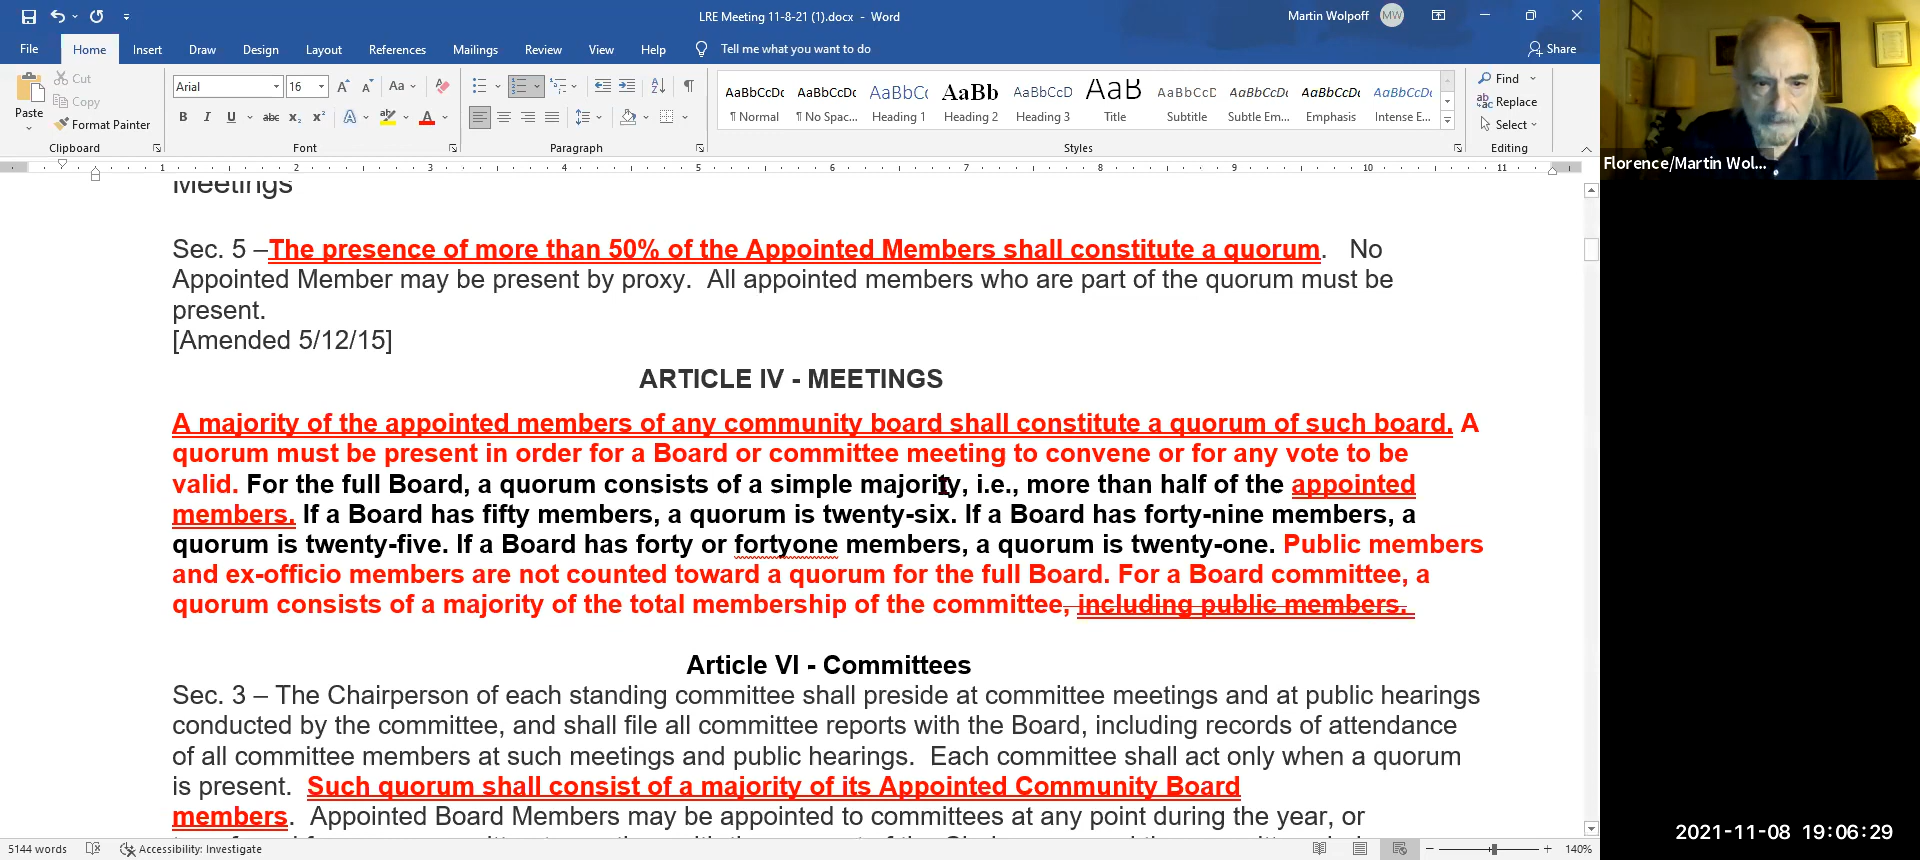 LRE Meeting 11-8-21 (1).docx - Word
Martin Wolpoff MW
File Home Insert Draw Design Layout References Mailings Review View Help Tell me what you want to do Share
Paste Cut Copy Format Painter
Clipboard
Arial 16
Font
Paragraph
AaBbCcDc AaBbCcDc AaBbCc AaBb AaBbCcD AaB AaBbCcD AaBbCcDc AaBbCcDc AaBbCcDc
¶ Normal ¶ No Spac... Heading 1 Heading 2 Heading 3 Title Subtitle Subtle Em... Emphasis Intense E...
Styles
Find
Replace
Select
Editing
Florence/Martin Wol...
1 2 3 4 5 6 7 8 9 10 11
Meetings
Sec. 5 –The presence of more than 50% of the Appointed Members shall constitute a quorum. No
Appointed Member may be present by proxy. All appointed members who are part of the quorum must be
present.
[Amended 5/12/15]
ARTICLE IV - MEETINGS
A majority of the appointed members of any community board shall constitute a quorum of such board. A
quorum must be present in order for a Board or committee meeting to convene or for any vote to be
valid. For the full Board, a quorum consists of a simple majority, i.e., more than half of the appointed
members. If a Board has fifty members, a quorum is twenty-six. If a Board has forty-nine members, a
quorum is twenty-five. If a Board has forty or fortyone members, a quorum is twenty-one. Public members
and ex-officio members are not counted toward a quorum for the full Board. For a Board committee, a
quorum consists of a majority of the total membership of the committee, including public members.
Article VI - Committees
Sec. 3 – The Chairperson of each standing committee shall preside at committee meetings and at public hearings
conducted by the committee, and shall file all committee reports with the Board, including records of attendance
of all committee members at such meetings and public hearings. Each committee shall act only when a quorum
is present. Such quorum shall consist of a majority of its Appointed Community Board
members. Appointed Board Members may be appointed to committees at any point during the year, or
5144 words Accessibility: Investigate 140%
2021-11-08 19:06:29